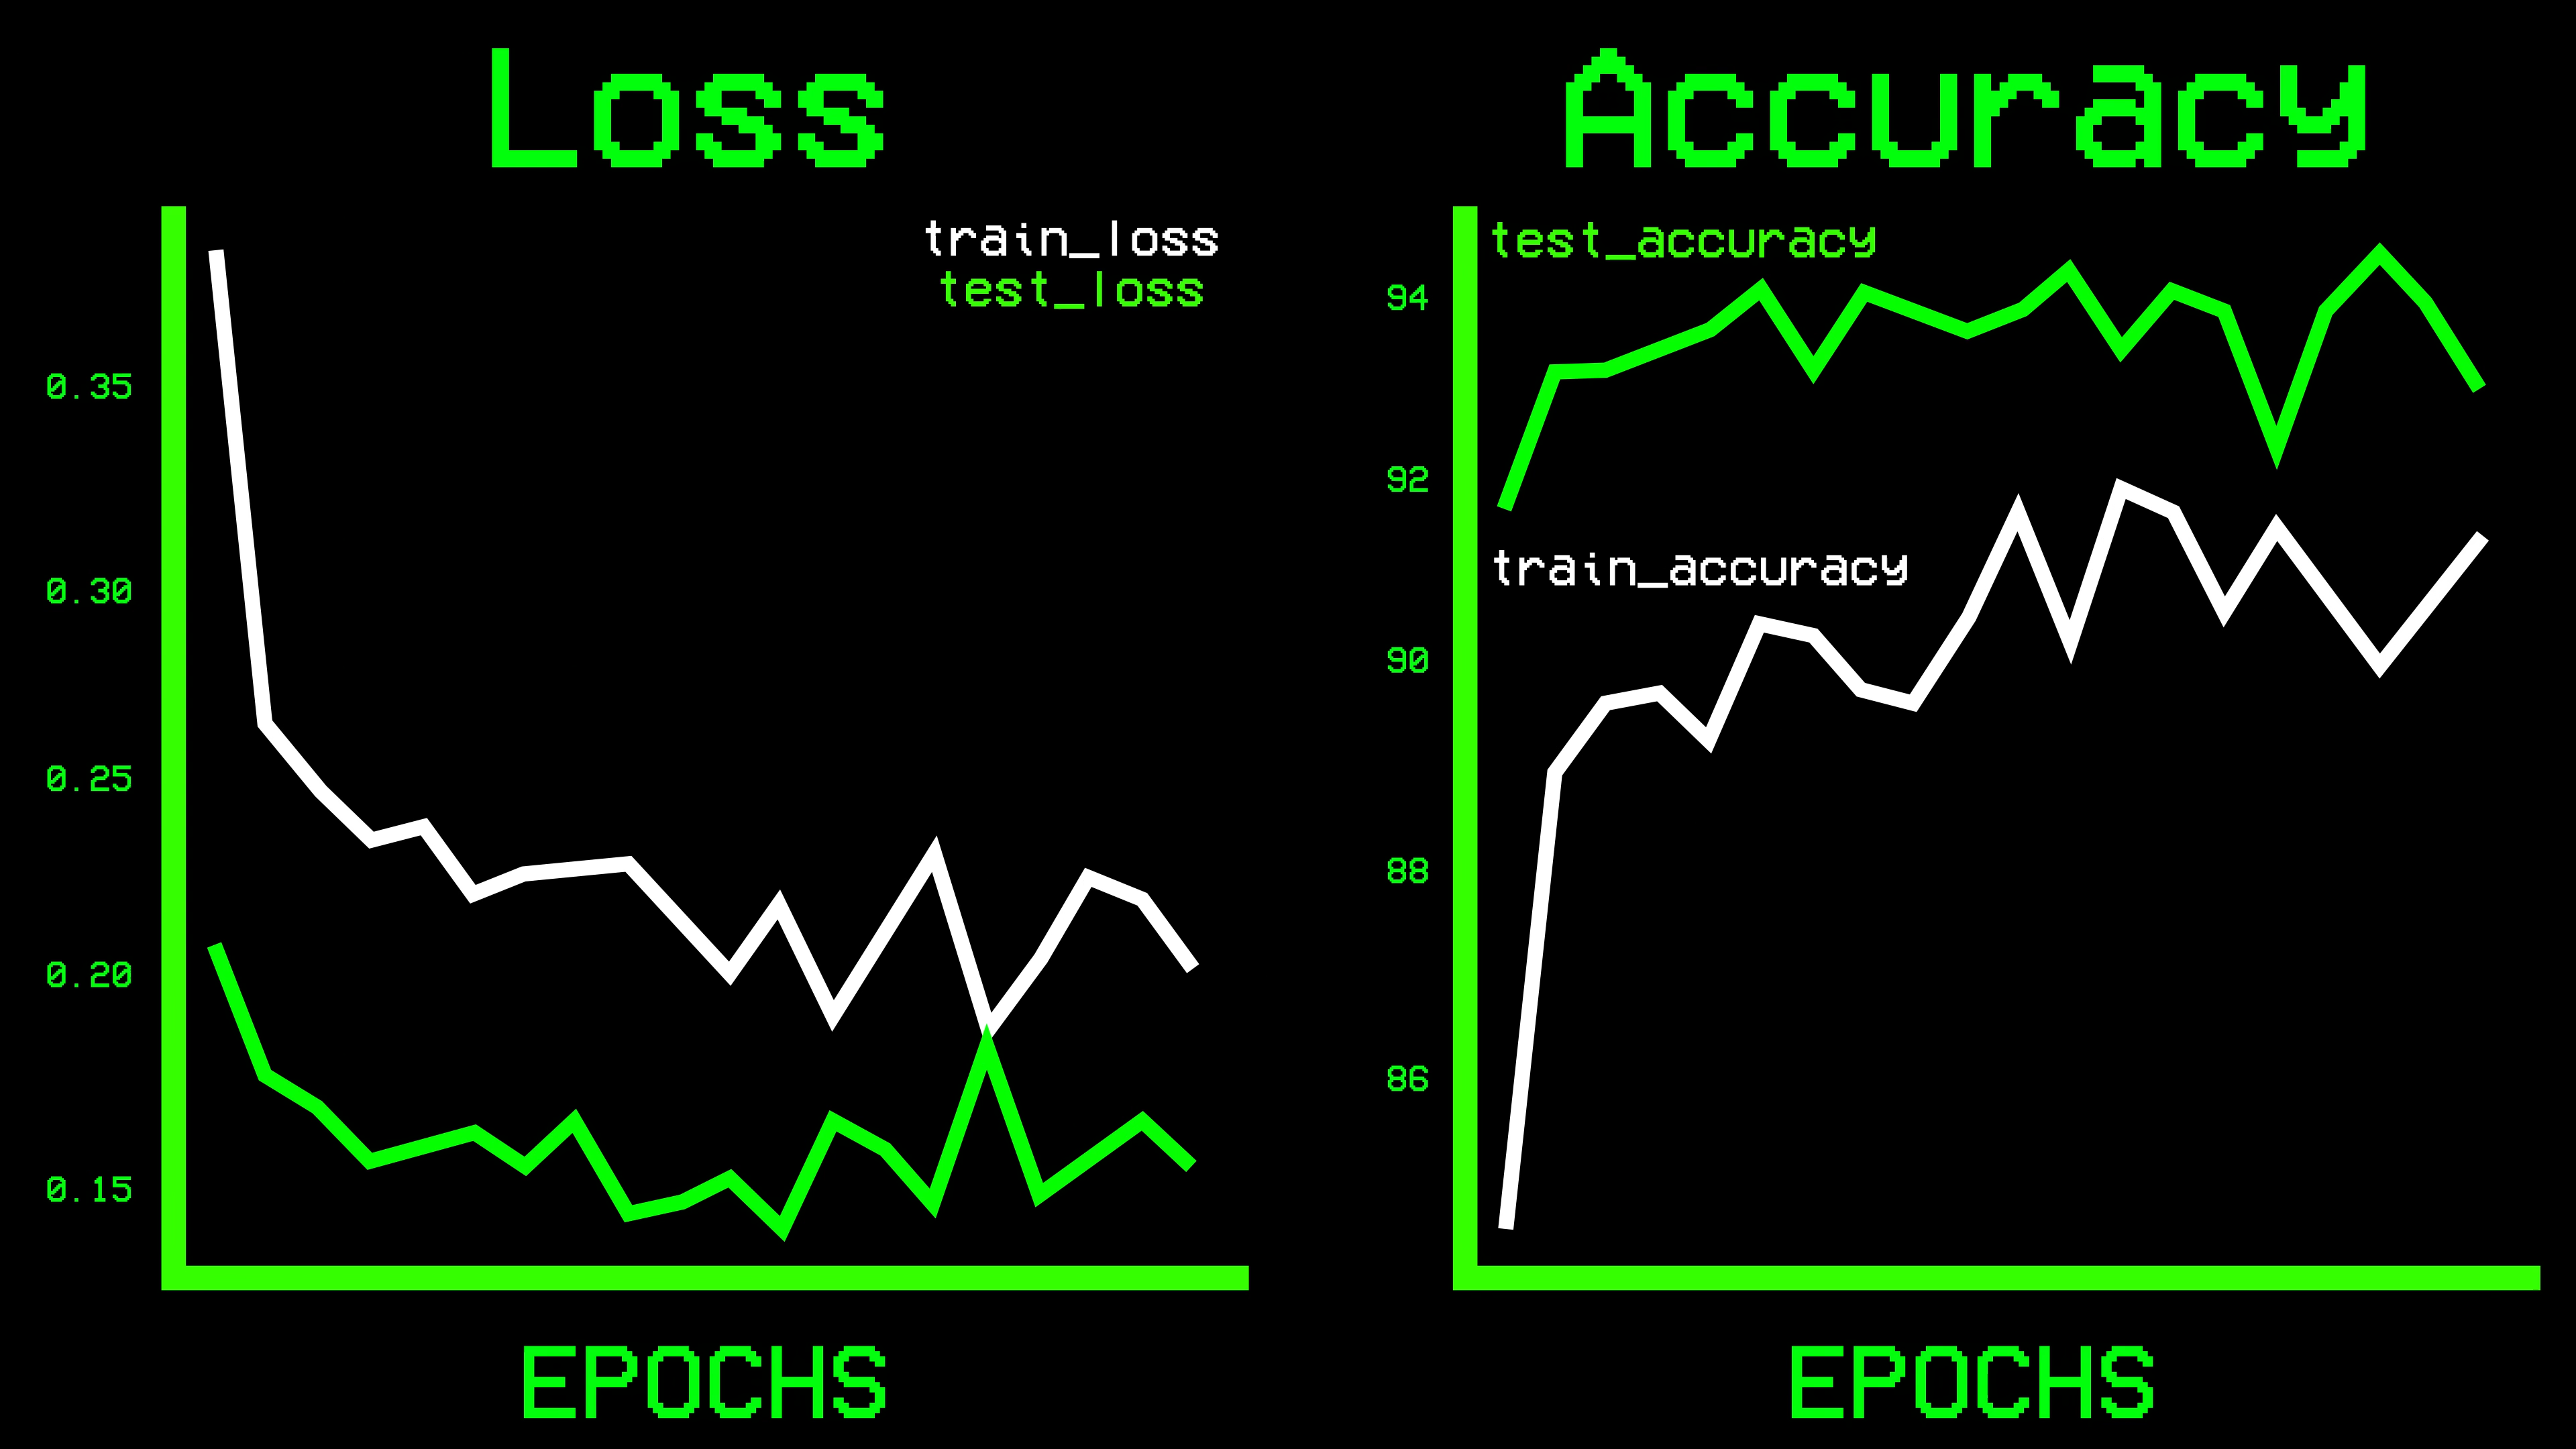 Loss
train_loss
test_loss
0.35
0.30
0.25
0.20
0.15
EPOCHS
Accuracy
test_accuracy
train_accuracy
94
92
90
88
86
EPOCHS